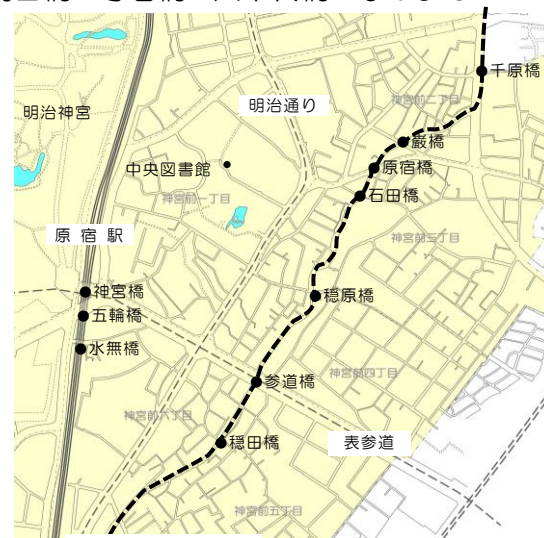 千原橋
神宮前二丁目
明治通り
明治神宮
巌橋
中央図書館
原宿橋
神宮前一丁目
石田橋
原宿駅
神宮前三丁目
神宮橋
穏原橋
五輪橋
水無橋
神宮前四丁目
参道橋
神宮前六丁目
穏田橋
表参道
神宮前五丁目